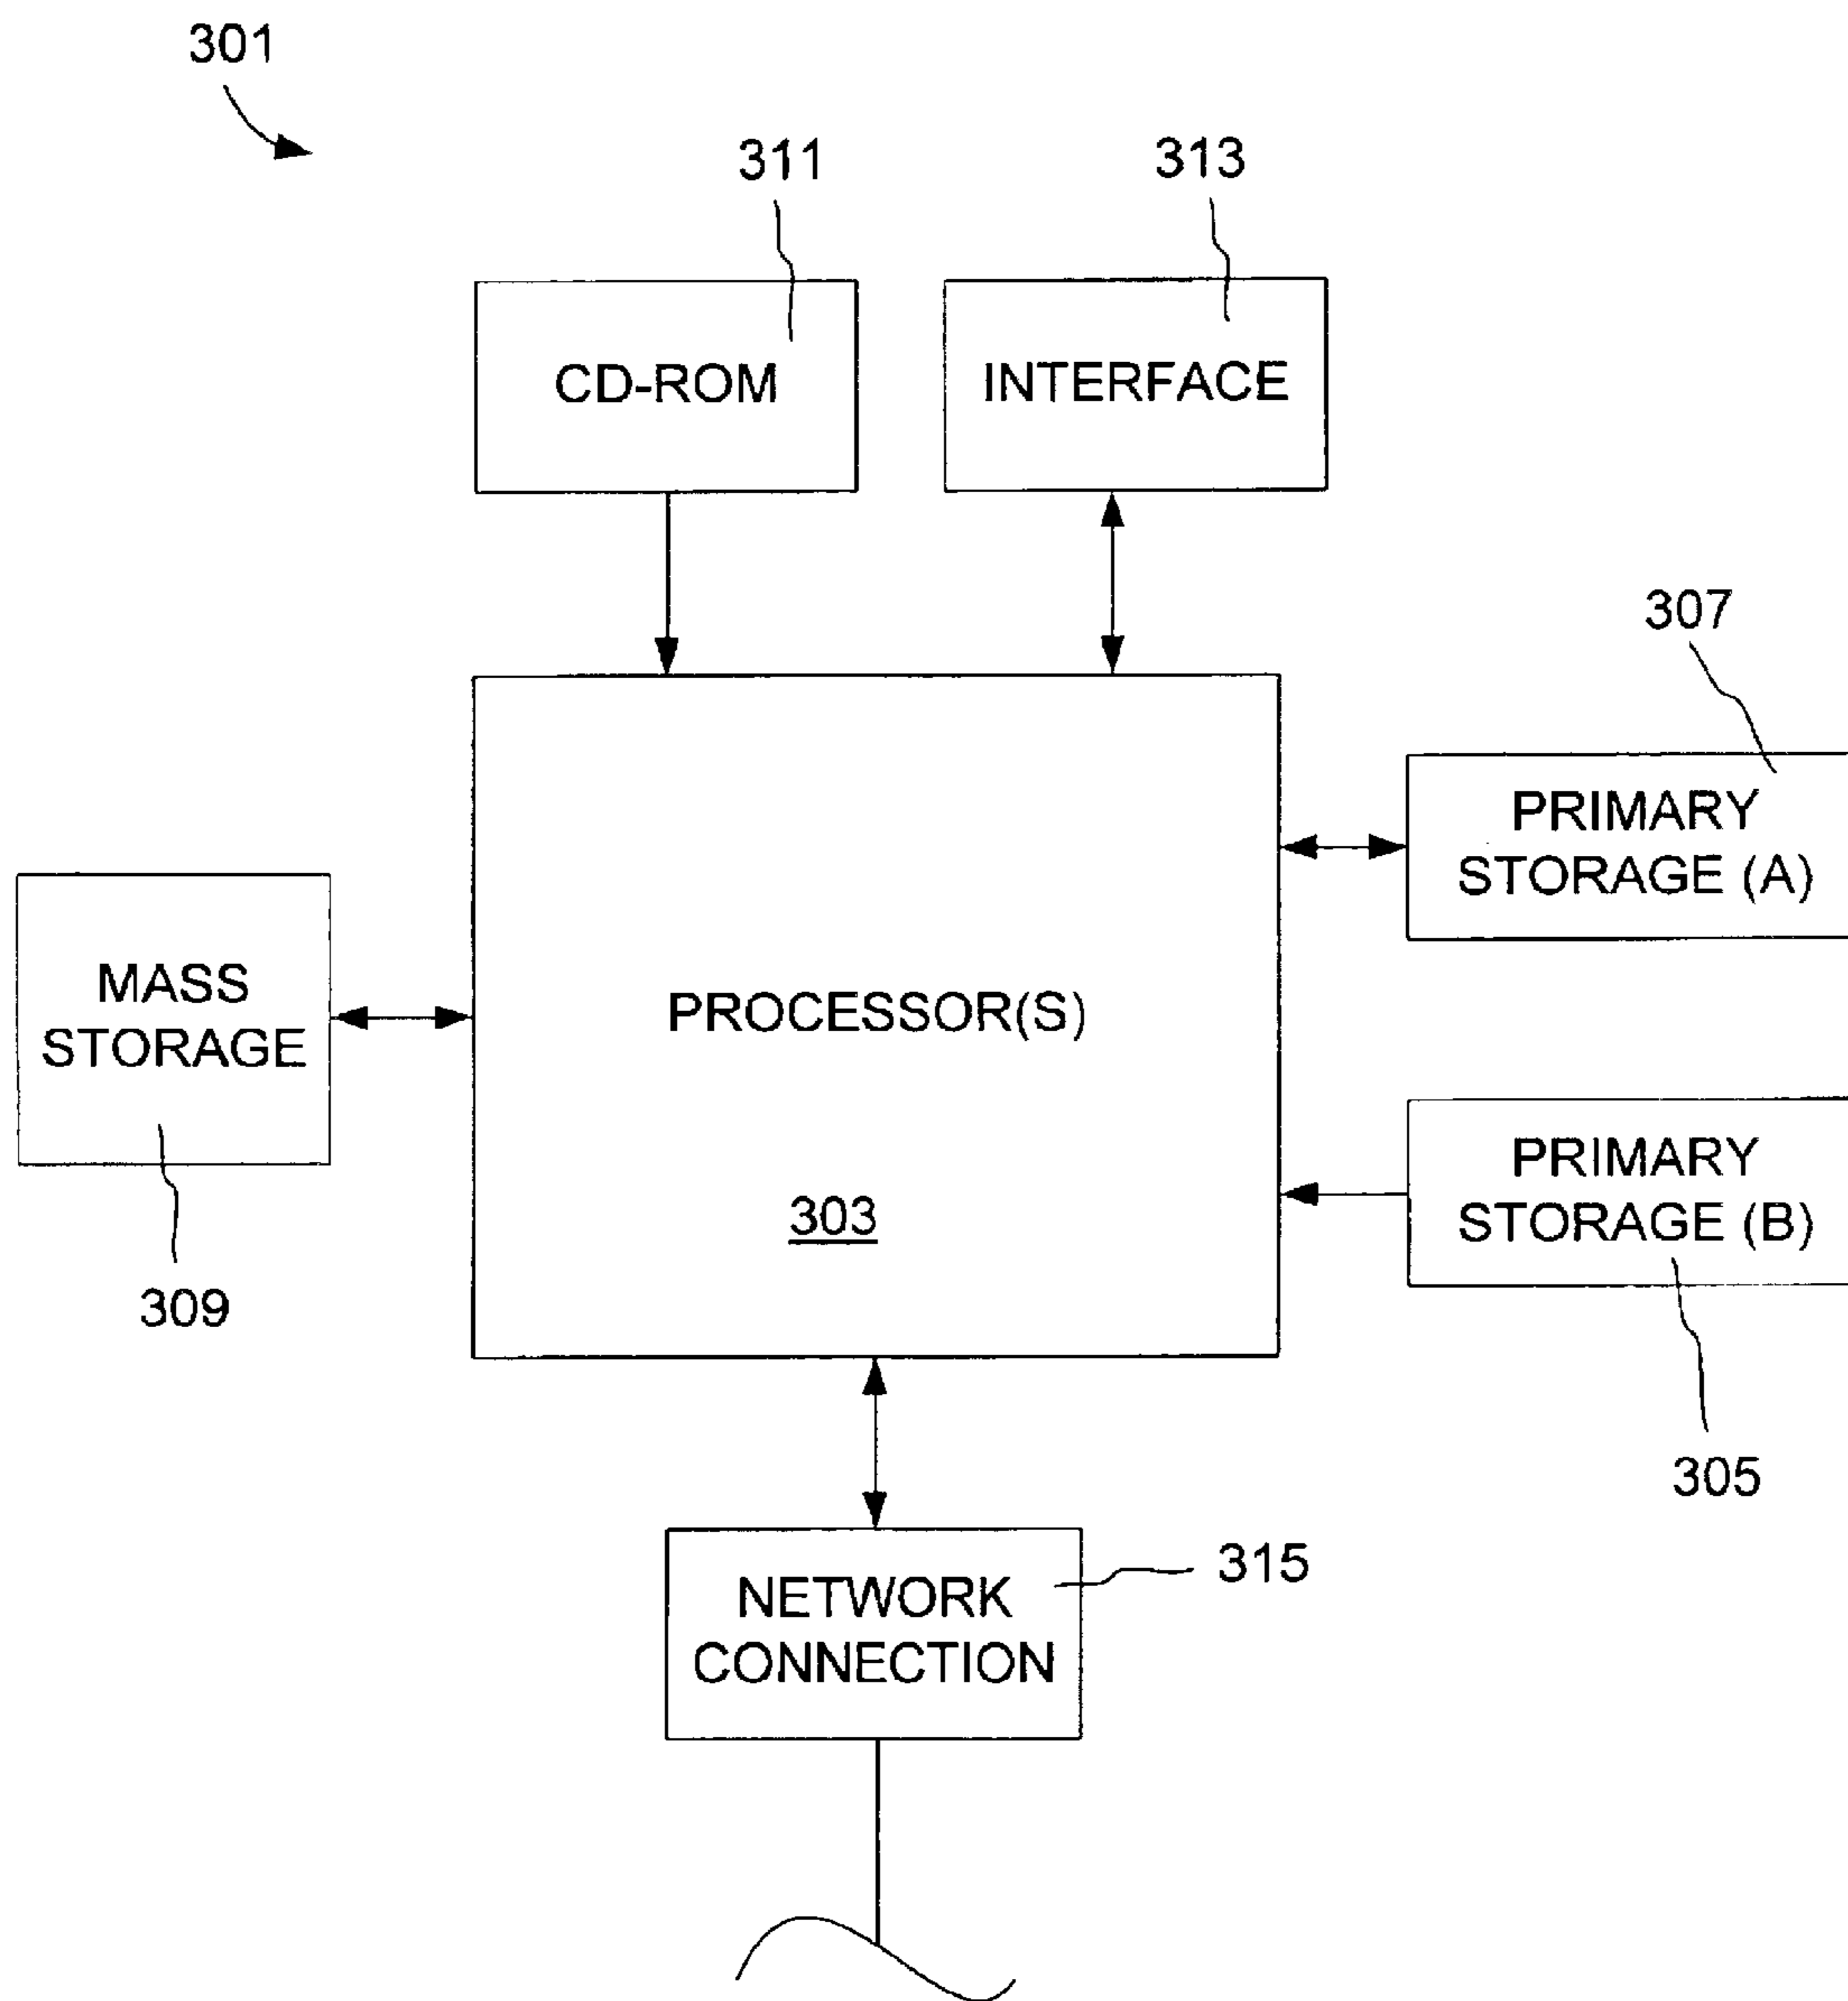 301
311
313
CD-ROM
INTERFACE
307
PRIMARY
STORAGE (A)
MASS
STORAGE
PROCESSOR(S)
PRIMARY
STORAGE (B)
303
309
305
315
NETWORK
CONNECTION